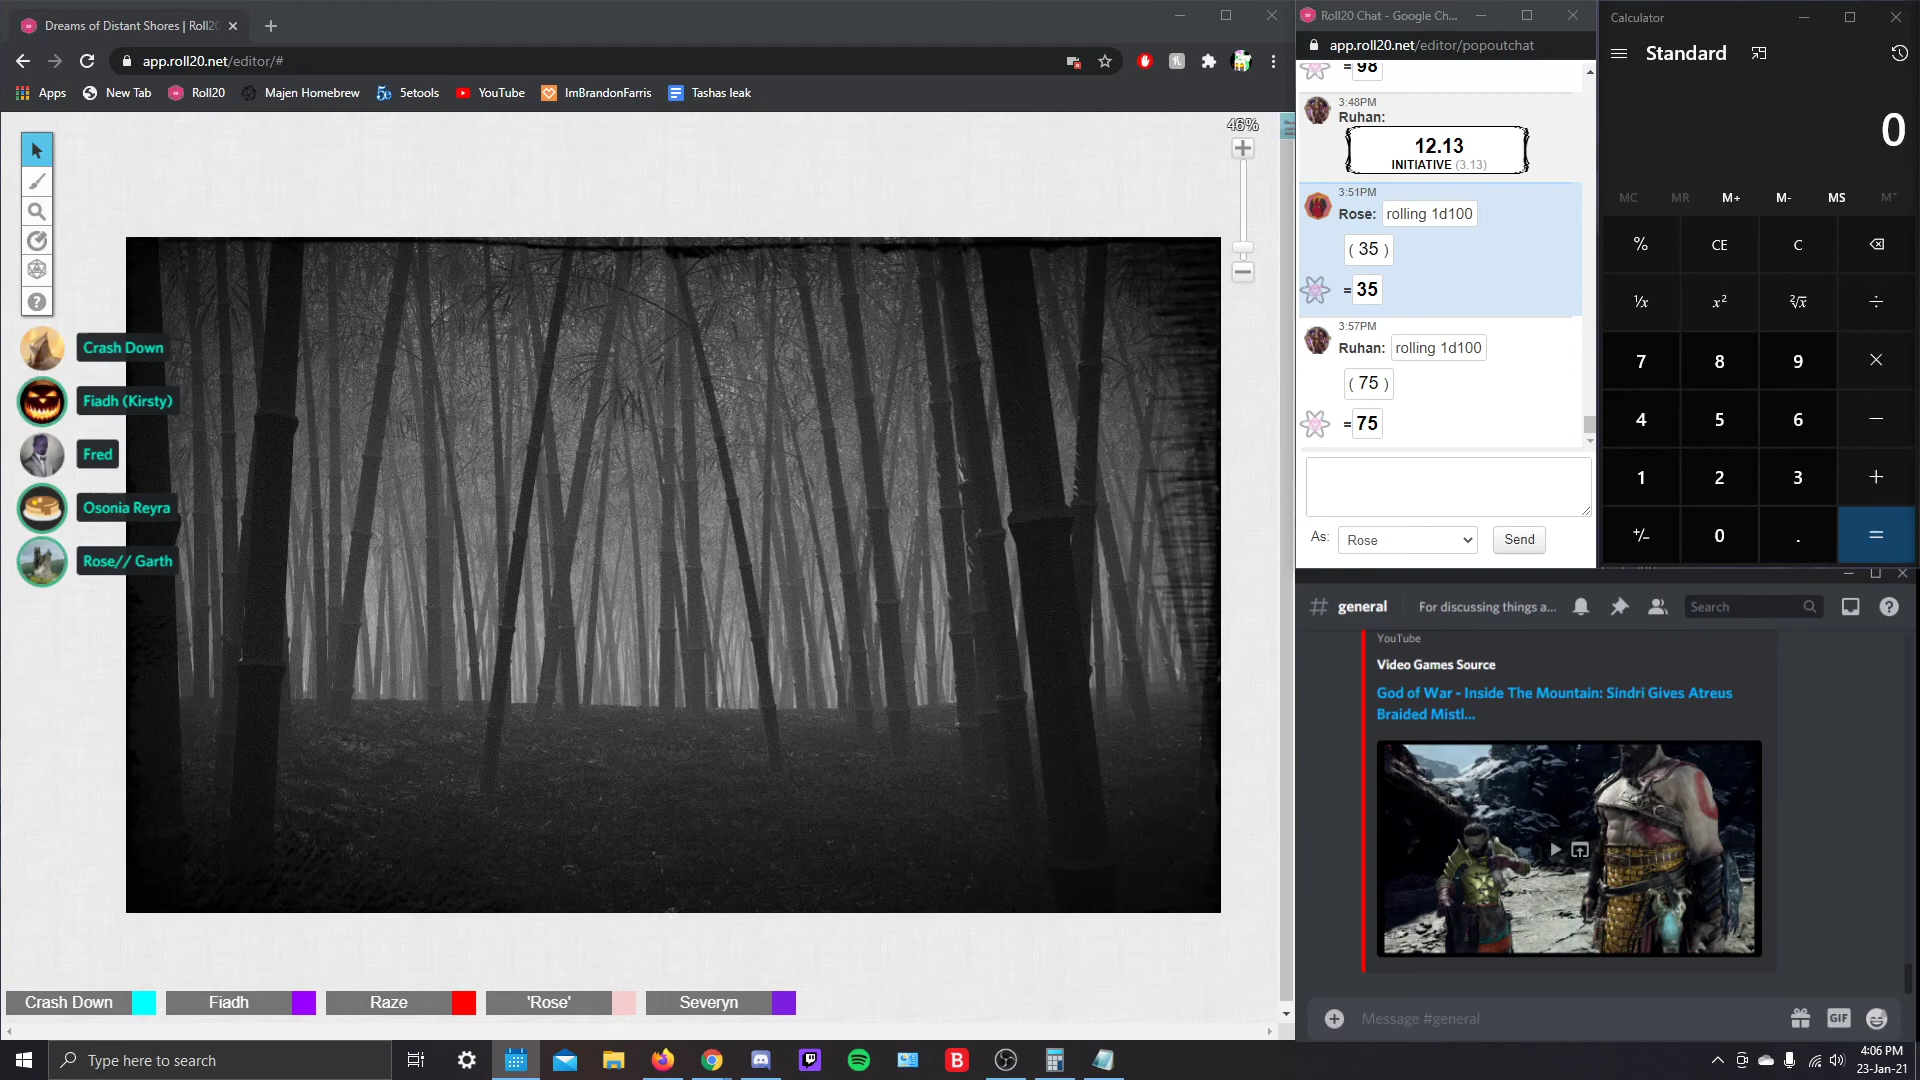 Dreams of Distant Shores | Roll20
app.roll20.net/editor/#
Apps
New Tab
Roll20
Majen Homebrew
5etools
YouTube
ImBrandonFarris
Tashas leak
46%
Crash Down
Fiadh (Kirsty)
Fred
Osonia Reyra
Rose// Garth
Crash Down
Fiadh
Raze
'Rose'
Severyn
Roll20 Chat - Google Ch...
app.roll20.net/editor/popoutchat
=98
3:48PM
Ruhan:
12.13
INITIATIVE (3.13)
3:51PM
Rose: rolling 1d100
( 35 )
=35
3:57PM
Ruhan: rolling 1d100
( 75 )
=75
As:
Rose
Send
Calculator
Standard
0
MC MR M+ M- MS M˅
% CE C
¹/x x² ²√x ÷
7 8 9 ×
4 5 6 −
1 2 3 +
+/- 0 . =
# general
For discussing things a...
Search
YouTube
Video Games Source
God of War - Inside The Mountain: Sindri Gives Atreus
Braided Mistl...
Message #general
GIF
Type here to search
4:06 PM
23-Jan-21